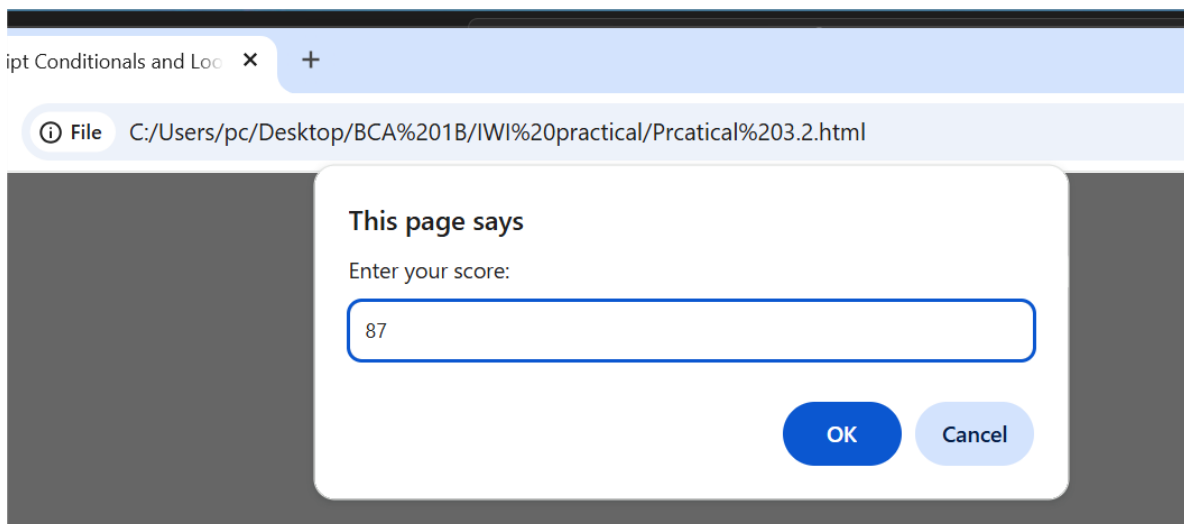 ipt Conditionals and Loo
File C:/Users/pc/Desktop/BCA%201B/IWI%20practical/Prcatical%203.2.html
This page says
Enter your score:
87
OK Cancel